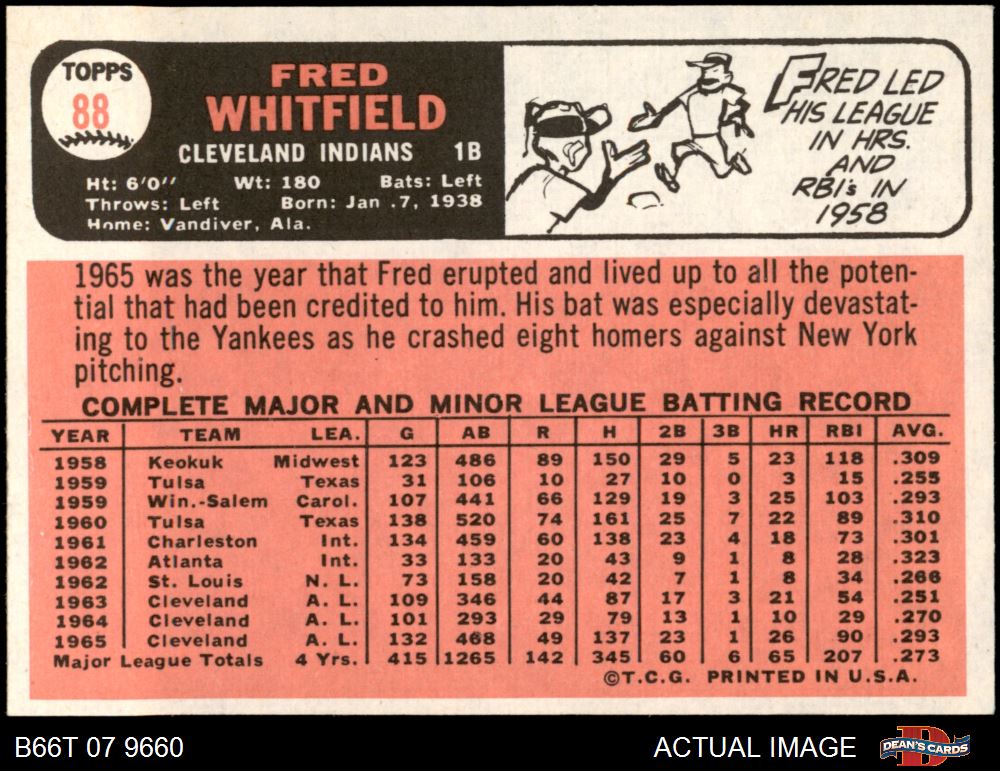 TOPPS
88
FRED
WHITFIELD
CLEVELAND INDIANS 1B
Ht: 6'0" Wt: 180 Bats: Left
Throws: Left Born: Jan .7, 1938
Home: Vandiver, Ala.
FRED LED
HIS LEAGUE
IN HRS.
AND
RBI's IN
1958
1965 was the year that Fred erupted and lived up to all the poten-
tial that had been credited to him. His bat was especially devastat-
ing to the Yankees as he crashed eight homers against New York
pitching.
COMPLETE MAJOR AND MINOR LEAGUE BATTING RECORD
YEAR TEAM LEA. G AB R H 2B 3B HR RBI AVG.
1958 Keokuk Midwest 123 486 89 150 29 5 23 118 .309
1959 Tulsa Texas 31 106 10 27 10 0 3 15 .255
1959 Win.-Salem Carol. 107 441 66 129 19 3 25 103 .293
1960 Tulsa Texas 138 520 74 161 25 7 22 89 .310
1961 Charleston Int. 134 459 60 138 23 4 18 73 .301
1962 Atlanta Int. 33 133 20 43 9 1 8 28 .323
1962 St. Louis N. L. 73 158 20 42 7 1 8 34 .266
1963 Cleveland A. L. 109 346 44 87 17 3 21 54 .251
1964 Cleveland A. L. 101 293 29 79 13 1 10 29 .270
1965 Cleveland A. L. 132 468 49 137 23 1 26 90 .293
Major League Totals 4 Yrs. 415 1265 142 345 60 6 65 207 .273
©T.C.G. PRINTED IN U.S.A.
B66T 07 9660
ACTUAL IMAGE
DEAN'S CARDS